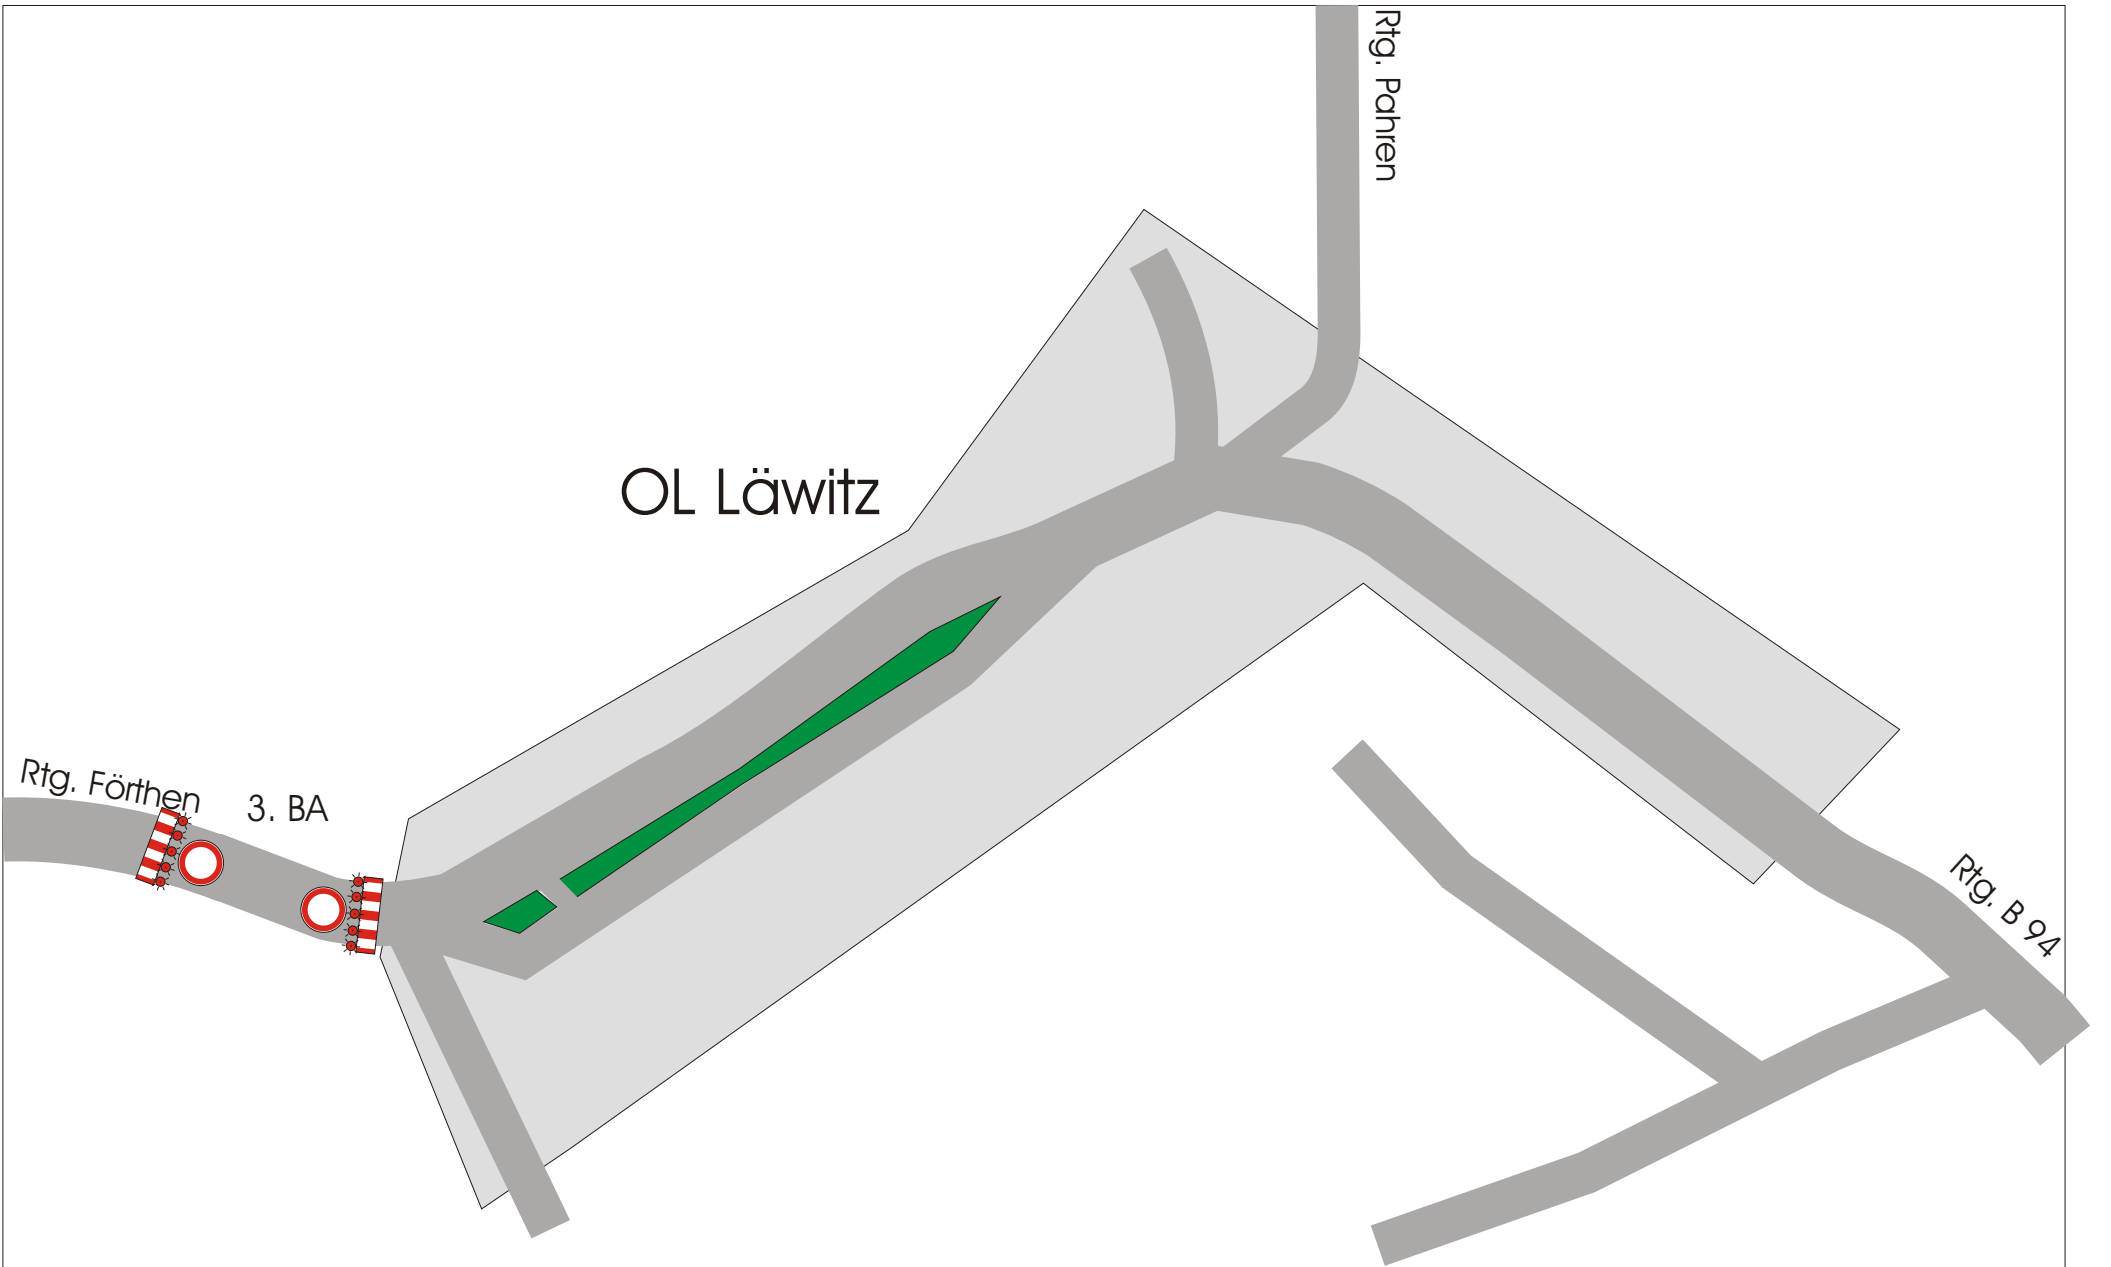 Rtg. Pahren
OL Läwitz
Rtg. Förthen
3. BA
Rtg. B 94